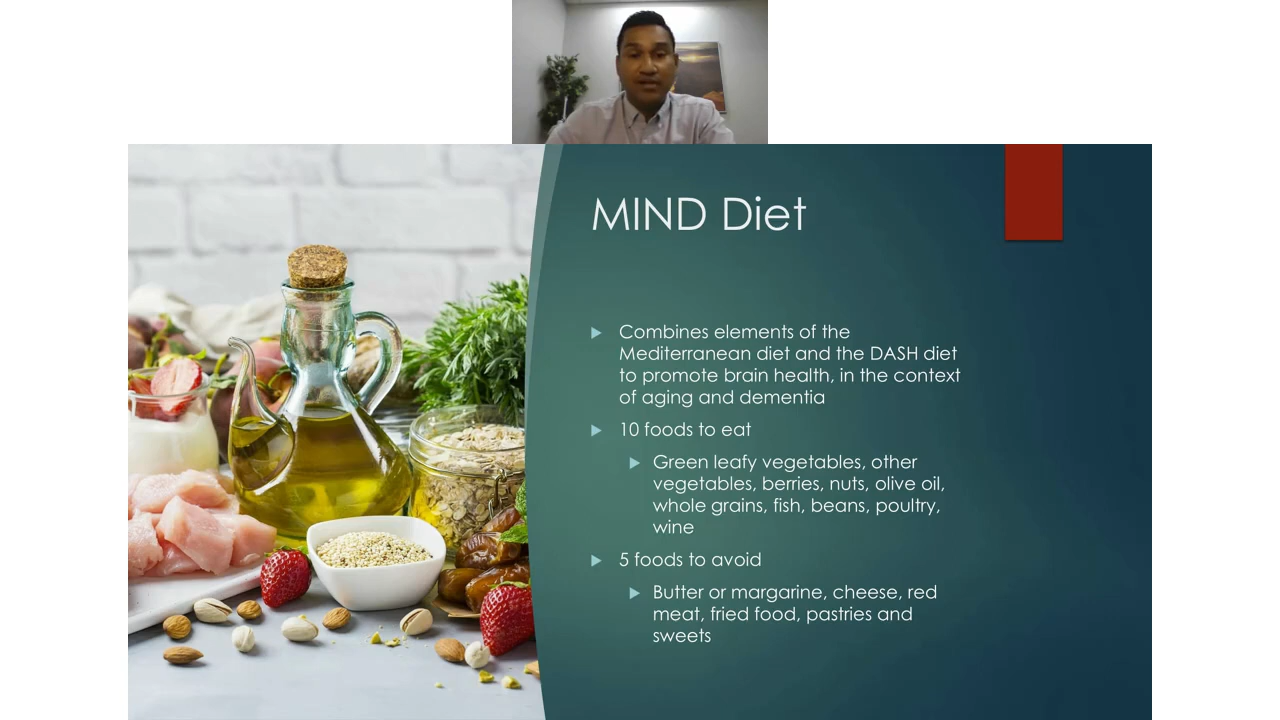 MIND Diet
Combines elements of the
Mediterranean diet and the DASH diet
to promote brain health, in the context
of aging and dementia
10 foods to eat
Green leafy vegetables, other
vegetables, berries, nuts, olive oil,
whole grains, fish, beans, poultry,
wine
5 foods to avoid
Butter or margarine, cheese, red
meat, fried food, pastries and
sweets